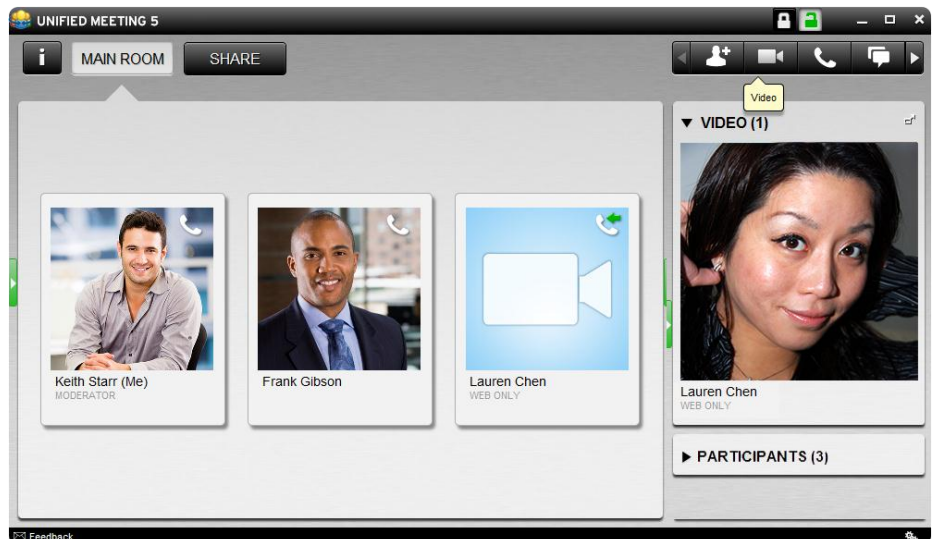 UNIFIED MEETING 5
i
MAIN ROOM
SHARE
Video
VIDEO (1)
Keith Starr (Me)
MODERATOR
Frank Gibson
Lauren Chen
WEB ONLY
Lauren Chen
WEB ONLY
PARTICIPANTS (3)
Feedback